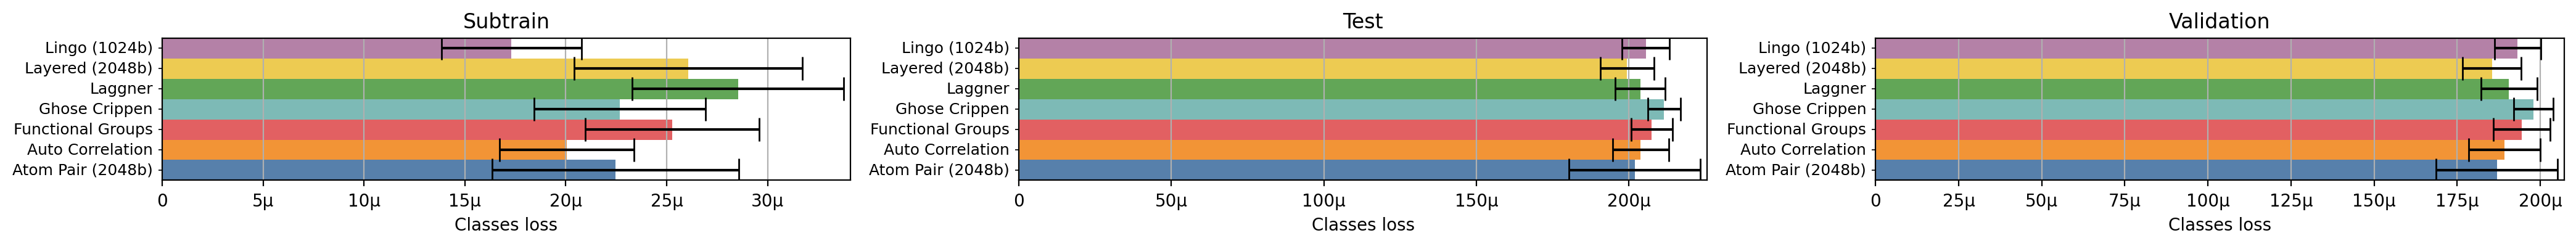 Subtrain
Lingo (1024b)
Layered (2048b)
Laggner
Ghose Crippen
Functional Groups
Auto Correlation
Atom Pair (2048b)
0 5µ 10µ 15µ 20µ 25µ 30µ
Classes loss
Test
Lingo (1024b)
Layered (2048b)
Laggner
Ghose Crippen
Functional Groups
Auto Correlation
Atom Pair (2048b)
0 50µ 100µ 150µ 200µ
Classes loss
Validation
Lingo (1024b)
Layered (2048b)
Laggner
Ghose Crippen
Functional Groups
Auto Correlation
Atom Pair (2048b)
0 25µ 50µ 75µ 100µ 125µ 150µ 175µ 200µ
Classes loss